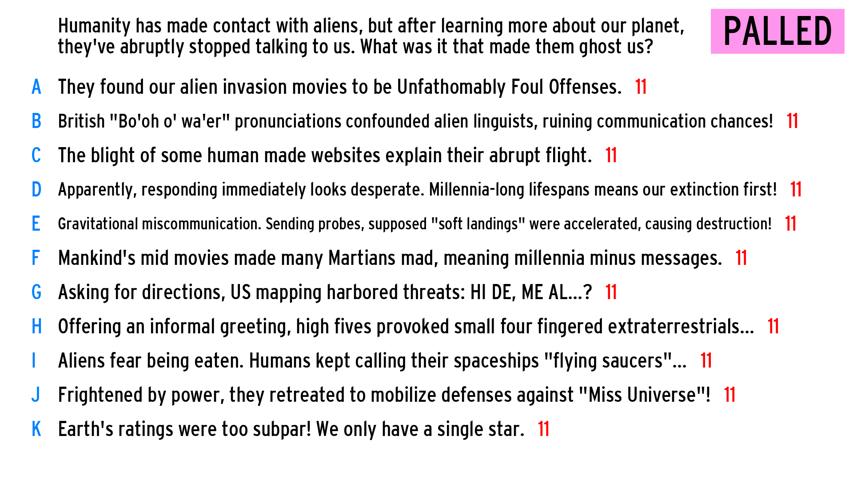 Humanity has made contact with aliens, but after learning more about our planet,
they've abruptly stopped talking to us. What was it that made them ghost us?
PALLED
A They found our alien invasion movies to be Unfathomably Foul Offenses. 11
B British "Bo'oh o' wa'er" pronunciations confounded alien linguists, ruining communication chances! 11
C The blight of some human made websites explain their abrupt flight. 11
D Apparently, responding immediately looks desperate. Millennia-long lifespans means our extinction first! 11
E Gravitational miscommunication. Sending probes, supposed "soft landings" were accelerated, causing destruction! 11
F Mankind's mid movies made many Martians mad, meaning millennia minus messages. 11
G Asking for directions, US mapping harbored threats: HI DE, ME AL...? 11
H Offering an informal greeting, high fives provoked small four fingered extraterrestrials... 11
I Aliens fear being eaten. Humans kept calling their spaceships "flying saucers"... 11
J Frightened by power, they retreated to mobilize defenses against "Miss Universe"! 11
K Earth's ratings were too subpar! We only have a single star. 11